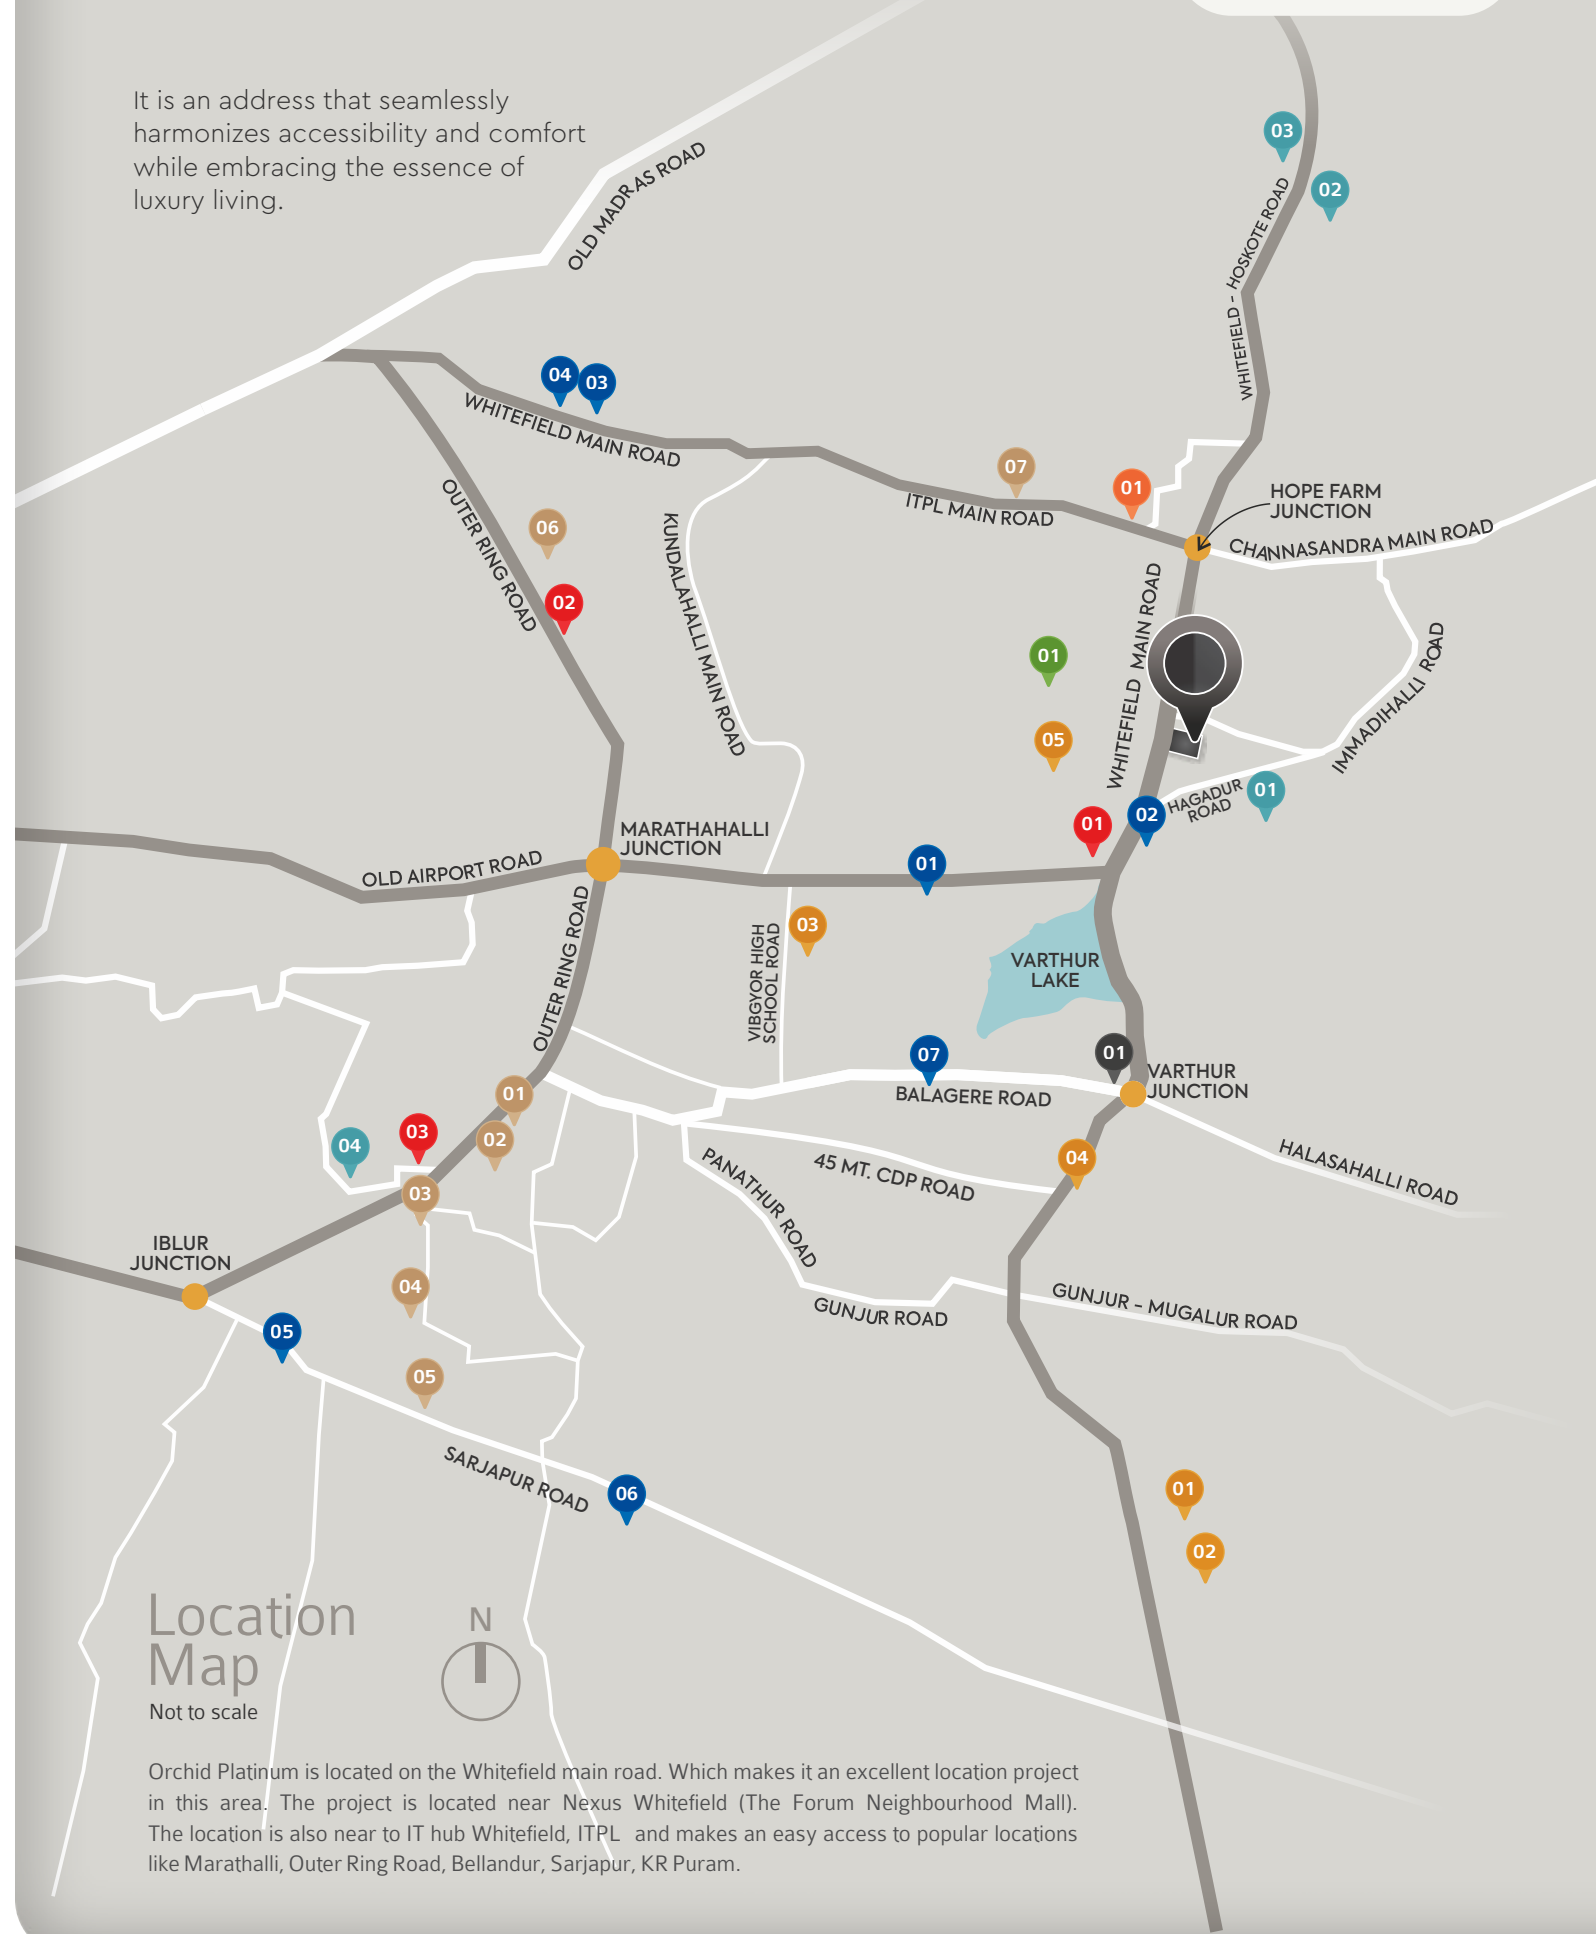 It is an address that seamlessly
harmonizes accessibility and comfort
while embracing the essence of
luxury living.
OLD MADRAS ROAD
03
02
WHITEFIELD - HOSKOTE ROAD
04
03
WHITEFIELD MAIN ROAD
07
01
ITPL MAIN ROAD
HOPE FARM
JUNCTION
CHANNASANDRA MAIN ROAD
OUTER RING ROAD
06
02
KUNDALAHALLI MAIN ROAD
01
05
WHITEFIELD MAIN ROAD
IMMADIHALLI ROAD
HAGADUR
ROAD
01
02
01
MARATHAHALLI
JUNCTION
OLD AIRPORT ROAD
01
03
OUTER RING ROAD
VIBGYOR HIGH
SCHOOL ROAD
VARTHUR
LAKE
07
01
VARTHUR
JUNCTION
BALAGERE ROAD
01
02
03
04
03
PANATHUR ROAD
45 MT. CDP ROAD
04
HALASAHALLI ROAD
IBLUR
JUNCTION
04
05
05
GUNJUR ROAD
GUNJUR - MUGALUR ROAD
SARJAPUR ROAD
06
01
02
Location
Map
Not to scale
N
Orchid Platinum is located on the Whitefield main road. Which makes it an excellent location project
in this area. The project is located near Nexus Whitefield (The Forum Neighbourhood Mall).
The location is also near to IT hub Whitefield, ITPL and makes an easy access to popular locations
like Marathalli, Outer Ring Road, Bellandur, Sarjapur, KR Puram.